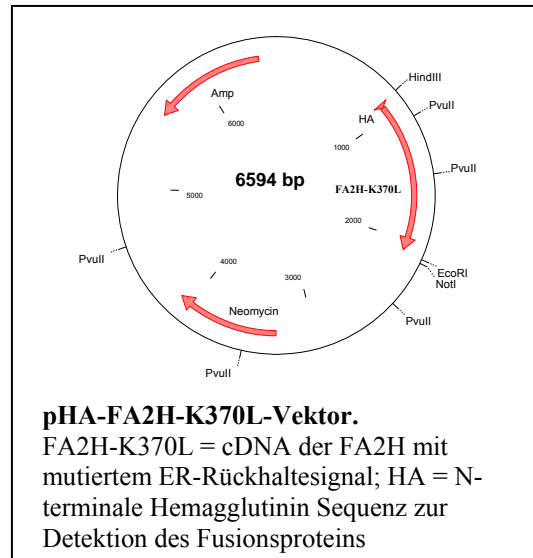 HindIII
PvuII
Amp
HA
6000
1000
6594 bp
PvuII
FA2H-K370L
5000
2000
PvuII
4000
EcoRI
NotI
3000
Neomycin
PvuII
PvuII
pHA-FA2H-K370L-Vektor.
FA2H-K370L = cDNA der FA2H mit
mutiertem ER-Rückhaltesignal; HA = N-
terminale Hemagglutinin Sequenz zur
Detektion des Fusionsproteins